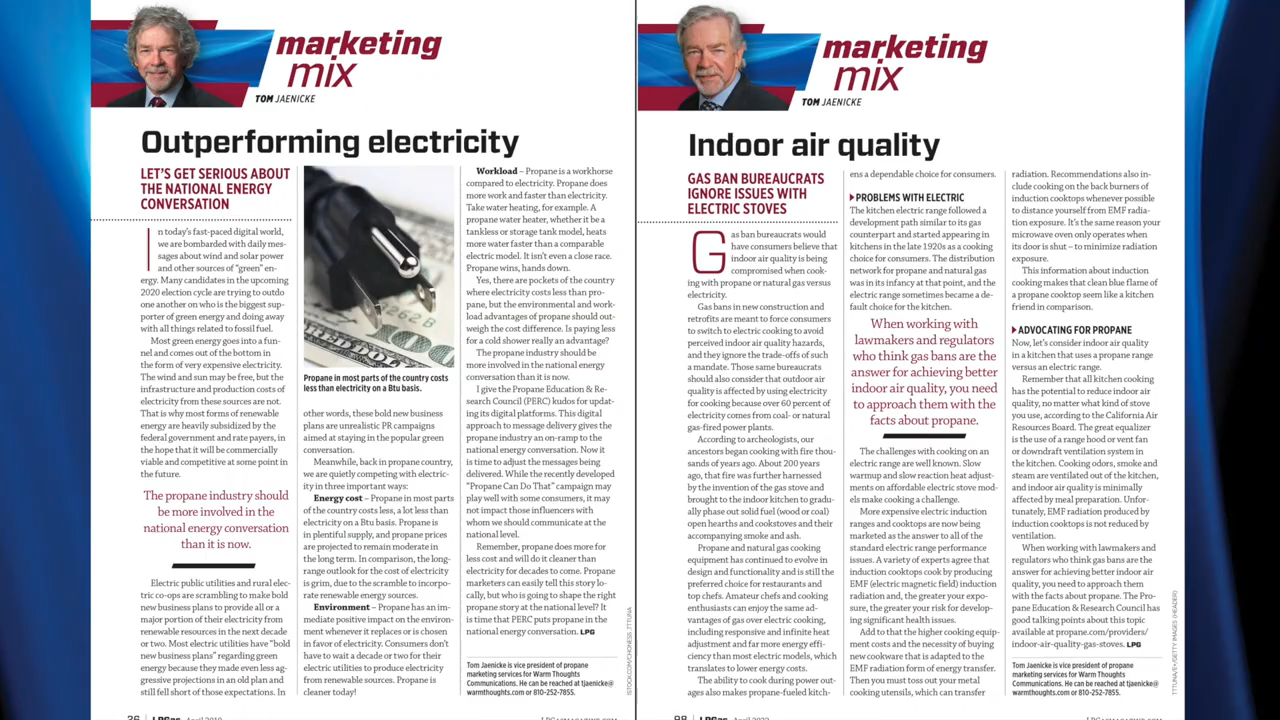 marketing
mix
TOM JAENICKE
Outperforming electricity
LET'S GET SERIOUS ABOUT
THE NATIONAL ENERGY
CONVERSATION
In today's fast-paced digital world,
we are bombarded with daily mes-
sages about wind and solar power
and other sources of "green" en-
ergy. Many candidates in the upcoming
2020 election cycle are trying to outdo
one another on who is the biggest sup-
porter of green energy and doing away
with all things related to fossil fuel.
Most green energy goes into a fun-
nel and comes out of the bottom in
the form of very expensive electricity.
The wind and sun may be free, but the
infrastructure and production costs of
electricity from these sources are not.
That is why most forms of renewable
energy are heavily subsidized by the
federal government and rate payers, in
the hope that it will be commercially
viable and competitive at some point in
the future.
The propane industry should
be more involved in the
national energy conversation
than it is now.
Electric public utilities and rural elec-
tric co-ops are scrambling to make bold
new business plans to provide all or a
major portion of their electricity from
renewable resources in the next decade
or two. Most electric utilities have "bold
new business plans" regarding green
energy because they made even less ag-
gressive projections in an old plan and
still fell short of those expectations. In
Propane in most parts of the country costs
less than electricity on a Btu basis.
other words, these bold new business
plans are unrealistic PR campaigns
aimed at staying in the popular green
conversation.
Meanwhile, back in propane country,
we are quietly competing with electric-
ity in three important ways:
Energy cost – Propane in most parts
of the country costs less, a lot less than
electricity on a Btu basis. Propane is
in plentiful supply, and propane prices
are projected to remain moderate in
the long term. In comparison, the long-
range outlook for the cost of electricity
is grim, due to the scramble to incorpo-
rate renewable energy sources.
Environment – Propane has an im-
mediate positive impact on the environ-
ment whenever it replaces or is chosen
in favor of electricity. Consumers don't
have to wait a decade or two for their
electric utilities to produce electricity
from renewable sources. Propane is
cleaner today!
Workload – Propane is a workhorse
compared to electricity. Propane does
more work and faster than electricity.
Take water heating, for example. A
propane water heater, whether it be a
tankless or storage tank model, heats
more water faster than a comparable
electric model. It isn't even a close race.
Propane wins, hands down.
Yes, there are pockets of the country
where electricity costs less than pro-
pane, but the environmental and work-
load advantages of propane should out-
weigh the cost difference. Is paying less
for a cold shower really an advantage?
The propane industry should be
more involved in the national energy
conversation than it is now.
I give the Propane Education & Re-
search Council (PERC) kudos for updat-
ing its digital platforms. This digital
approach to message delivery gives the
propane industry an on-ramp to the
national energy conversation. Now it
is time to adjust the messages being
delivered. While the recently developed
"Propane Can Do That" campaign may
play well with some consumers, it may
not impact those influencers with
whom we should communicate at the
national level.
Remember, propane does more for
less cost and will do it cleaner than
electricity for decades to come. Propane
marketers can easily tell this story lo-
cally, but who is going to shape the right
propane story at the national level? It
is time that PERC puts propane in the
national energy conversation. LPG
Tom Jaenicke is vice president of propane
marketing services for Warm Thoughts
Communications. He can be reached at tjaenicke@
warmthoughts.com or 810-252-7855.
26 LPGas April 2019
marketing
mix
TOM JAENICKE
Indoor air quality
GAS BAN BUREAUCRATS
IGNORE ISSUES WITH
ELECTRIC STOVES
Gas ban bureaucrats would
have consumers believe that
indoor air quality is being
compromised when cook-
ing with propane or natural gas versus
electricity.
Gas bans in new construction and
retrofits are meant to force consumers
to switch to electric cooking to avoid
perceived indoor air quality hazards,
and they ignore the trade-offs of such
a mandate. Those same bureaucrats
should also consider that outdoor air
quality is affected by using electricity
for cooking because over 60 percent of
electricity comes from coal- or natural
gas-fired power plants.
According to archeologists, our
ancestors began cooking with fire thou-
sands of years ago. About 200 years
ago, that fire was further harnessed
by the invention of the gas stove and
brought to the indoor kitchen to gradu-
ally phase out solid fuel (wood or coal)
open hearths and cookstoves and their
accompanying smoke and ash.
Propane and natural gas cooking
equipment has continued to evolve in
design and functionality and is still the
preferred choice for restaurants and
top chefs. Amateur chefs and cooking
enthusiasts can enjoy the same ad-
vantages of gas over electric cooking,
including responsive and infinite heat
adjustment and far more energy effi-
ciency than most electric models, which
translates to lower energy costs.
The ability to cook during power out-
ages also makes propane-fueled kitch-
ens a dependable choice for consumers.
PROBLEMS WITH ELECTRIC
The kitchen electric range followed a
development path similar to its gas
counterpart and started appearing in
kitchens in the late 1920s as a cooking
choice for consumers. The distribution
network for propane and natural gas
was in its infancy at that point, and the
electric range sometimes became a de-
fault choice for the kitchen.
When working with
lawmakers and regulators
who think gas bans are the
answer for achieving better
indoor air quality, you need
to approach them with the
facts about propane.
The challenges with cooking on an
electric range are well known. Slow
warmup and slow reaction heat adjust-
ments on affordable electric stove mod-
els make cooking a challenge.
More expensive electric induction
ranges and cooktops are now being
marketed as the answer to all of the
standard electric range performance
issues. A variety of experts agree that
induction cooktops cook by producing
EMF (electric magnetic field) induction
radiation and, the greater your expo-
sure, the greater your risk for develop-
ing significant health issues.
Add to that the higher cooking equip-
ment costs and the necessity of buying
new cookware that is adapted to the
EMF radiation form of energy transfer.
Then you must toss out your metal
cooking utensils, which can transfer
radiation. Recommendations also in-
clude cooking on the back burners of
induction cooktops whenever possible
to distance yourself from EMF radia-
tion exposure. It's the same reason your
microwave oven only operates when
its door is shut – to minimize radiation
exposure.
This information about induction
cooking makes that clean blue flame of
a propane cooktop seem like a kitchen
friend in comparison.
ADVOCATING FOR PROPANE
Now, let's consider indoor air quality
in a kitchen that uses a propane range
versus an electric range.
Remember that all kitchen cooking
has the potential to reduce indoor air
quality, no matter what kind of stove
you use, according to the California Air
Resources Board. The great equalizer
is the use of a range hood or vent fan
or downdraft ventilation system in
the kitchen. Cooking odors, smoke and
steam are ventilated out of the kitchen,
and indoor air quality is minimally
affected by meal preparation. Unfor-
tunately, EMF radiation produced by
induction cooktops is not reduced by
ventilation.
When working with lawmakers and
regulators who think gas bans are the
answer for achieving better indoor air
quality, you need to approach them
with the facts about propane. The Pro-
pane Education & Research Council has
good talking points about this topic
available at propane.com/providers/
indoor-air-quality-gas-stoves. LPG
Tom Jaenicke is vice president of propane
marketing services for Warm Thoughts
Communications. He can be reached at tjaenicke@
warmthoughts.com or 810-252-7855.
LPGas April